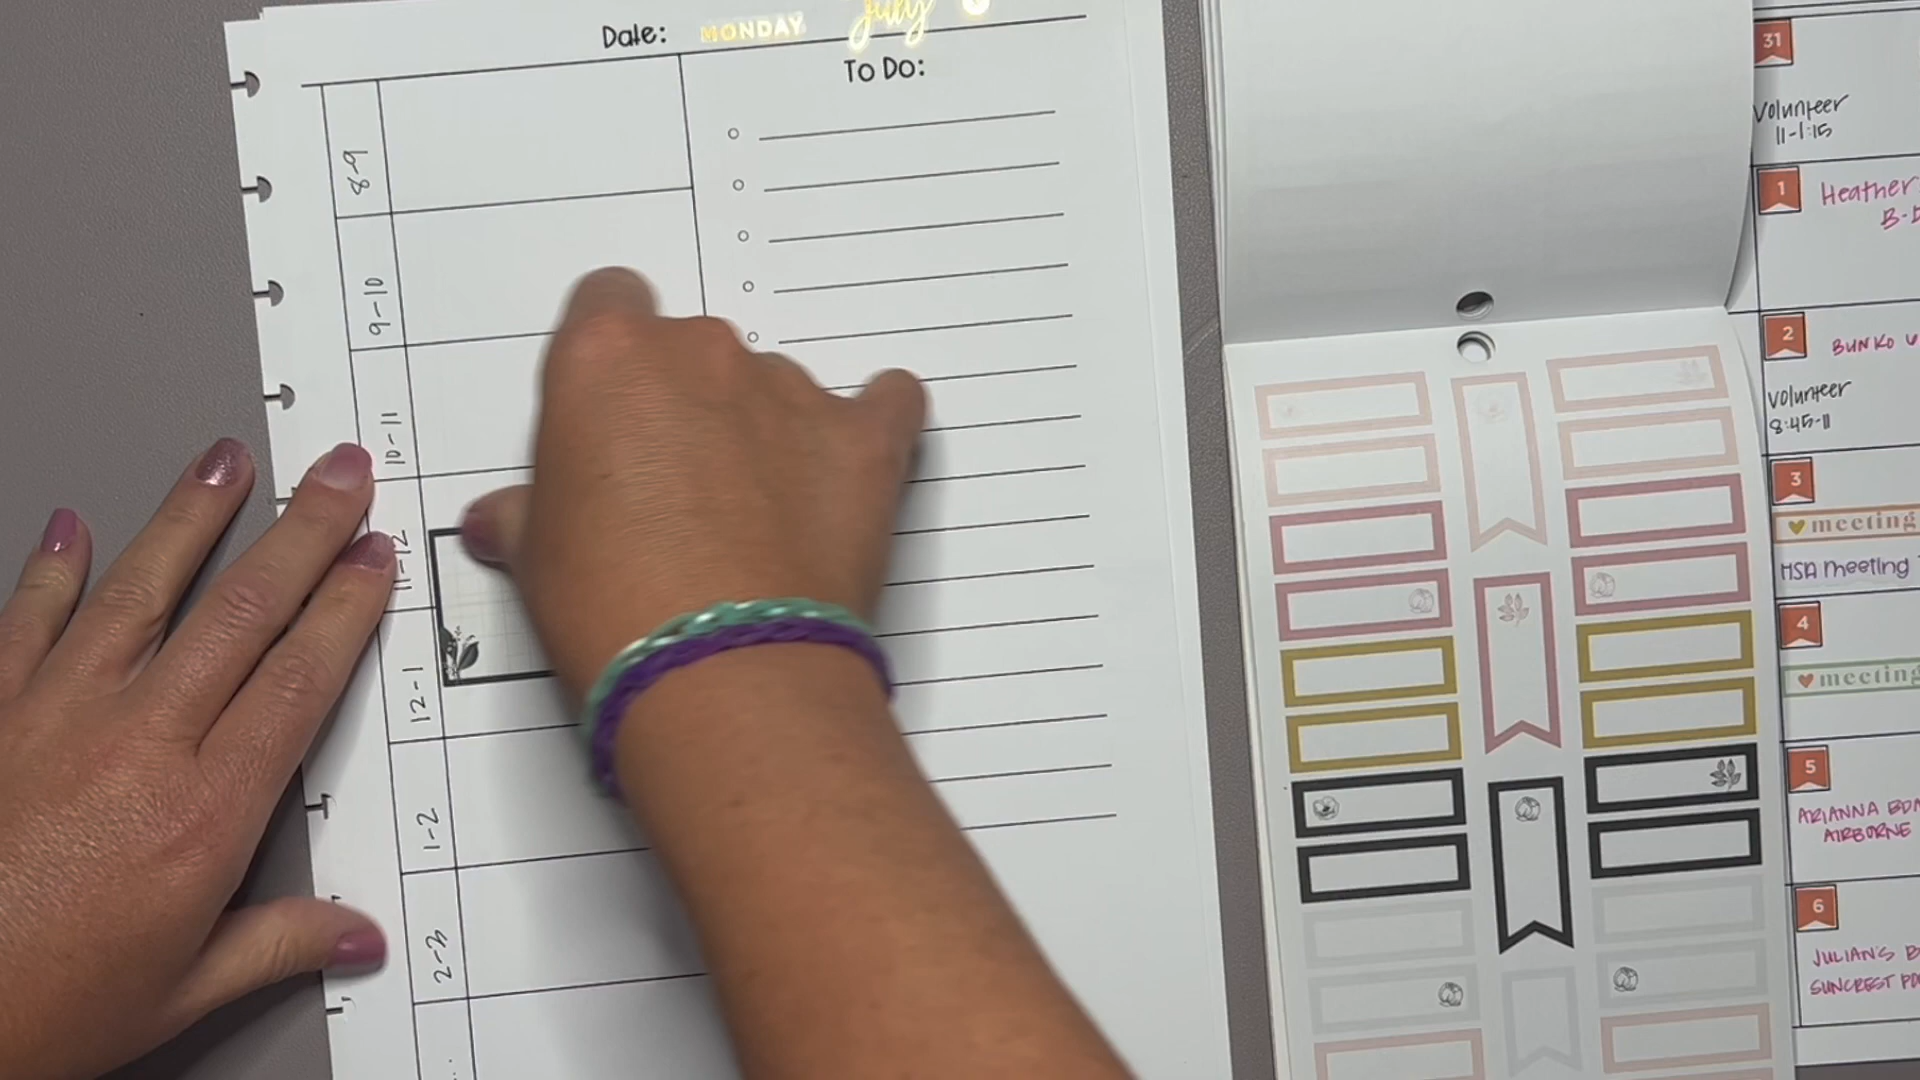 Date: MONDAY July
To Do:
8-9
9-10
10-11
11-12
12-1
1-2
2-3
31
Volunteer
11-1:15
1
Heather
2
BUNKO
Volunteer
8:45-11
3
meeting
MSA meeting
4
meeting
5
ARIANNA
AIRBORNE
6
JULIAN'S
SUNCREST